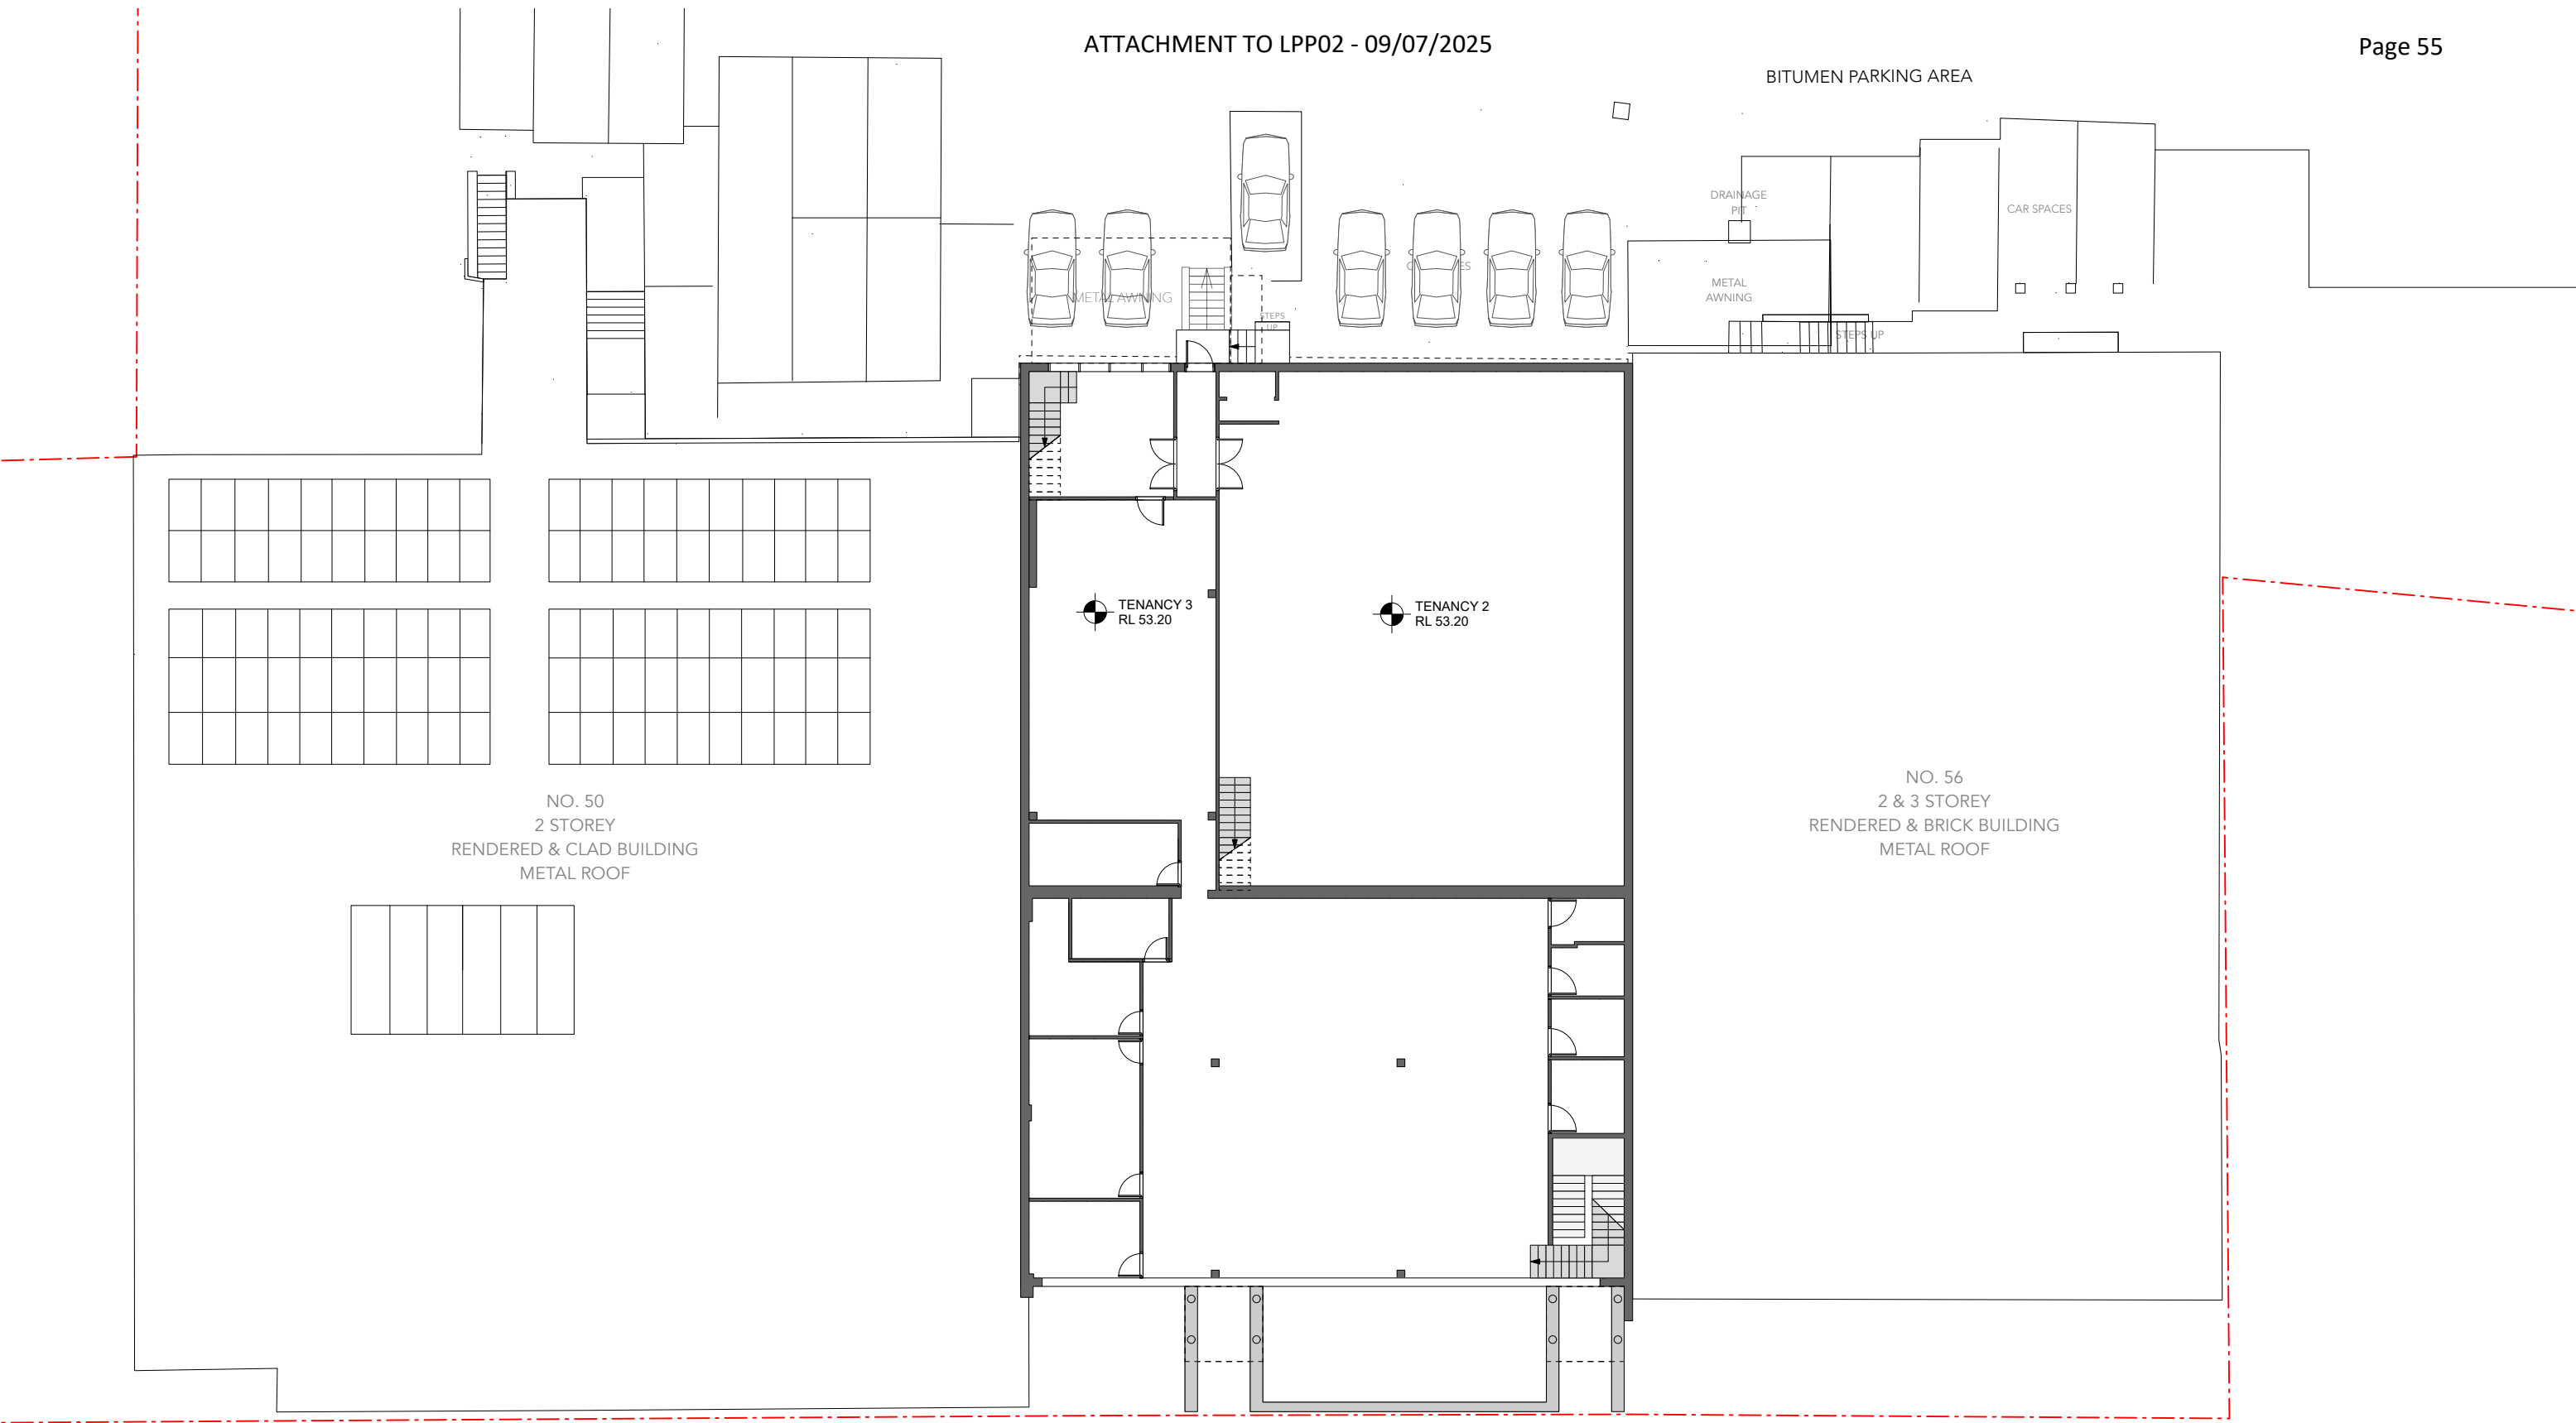 ATTACHMENT TO LPP02 - 09/07/2025
Page 55
BITUMEN PARKING AREA
DRAINAGE
PIT
CAR SPACES
METAL
AWNING
STEPS UP
METAL AWNING
STEPS
UP
TENANCY 3
RL 53.20
TENANCY 2
RL 53.20
NO. 50
2 STOREY
RENDERED & CLAD BUILDING
METAL ROOF
NO. 56
2 & 3 STOREY
RENDERED & BRICK BUILDING
METAL ROOF